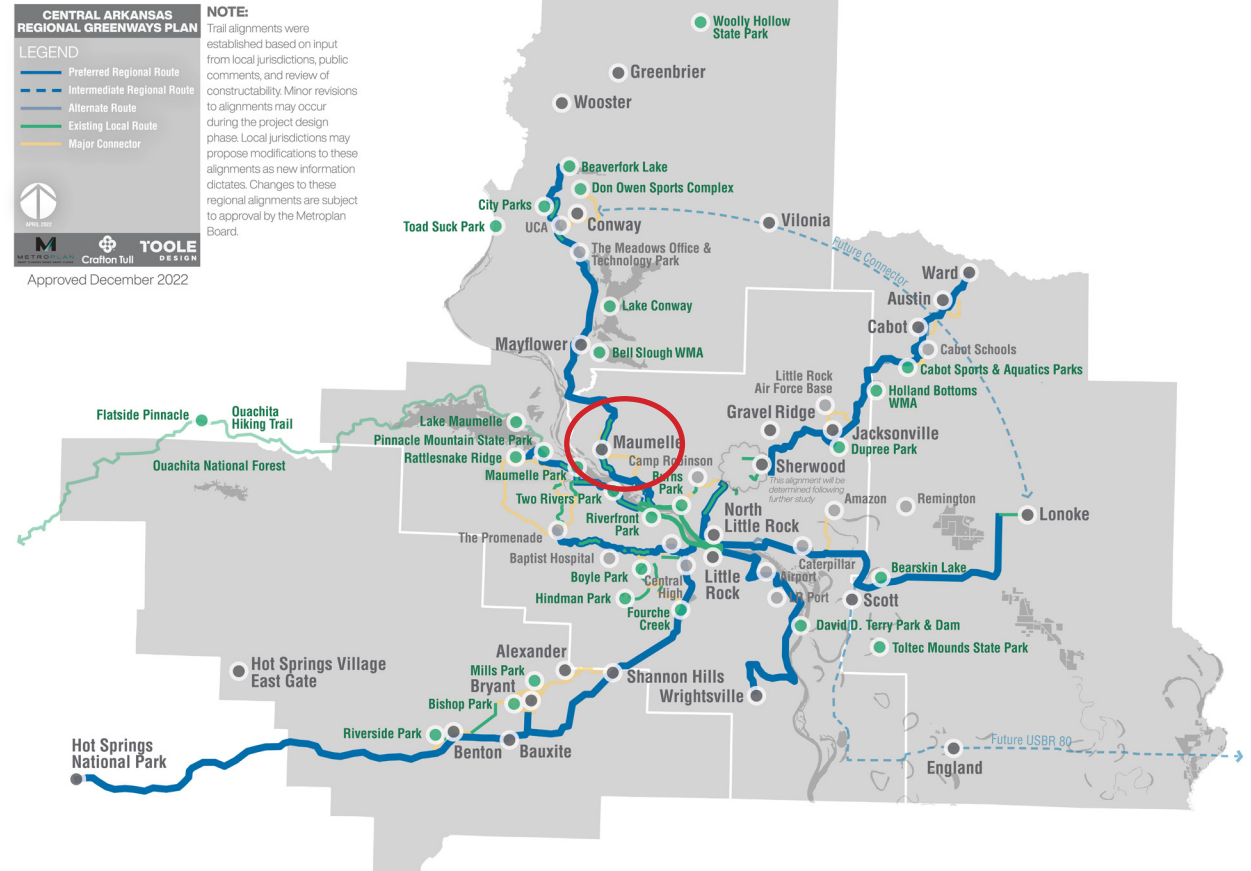 CENTRAL ARKANSAS
REGIONAL GREENWAYS PLAN
LEGEND
Preferred Regional Route
Intermediate Regional Route
Alternate Route
Existing Local Route
Major Connector
APRIL 2022
METROPLAN
Crafton Tull
TOOLE
DESIGN
Approved December 2022
NOTE:
Trail alignments were
established based on input
from local jurisdictions, public
comments, and review of
constructability. Minor revisions
to alignments may occur
during the project design
phase. Local jurisdictions may
propose modifications to these
alignments as new information
dictates. Changes to these
regional alignments are subject
to approval by the Metroplan
Board.
Woolly Hollow
State Park
Greenbrier
Wooster
Beaverfork Lake
Don Owen Sports Complex
City Parks
Toad Suck Park
UCA
Conway
Vilonia
The Meadows Office &
Technology Park
Future Connector
Ward
Austin
Lake Conway
Cabot
Mayflower
Bell Slough WMA
Cabot Schools
Cabot Sports & Aquatics Parks
Little Rock
Air Force Base
Holland Bottoms
WMA
Flatside Pinnacle
Ouachita
Hiking Trail
Lake Maumelle
Gravel Ridge
Jacksonville
Pinnacle Mountain State Park
Maumelle
Dupree Park
Rattlesnake Ridge
Camp Robinson
Sherwood
Ouachita National Forest
Maumelle Park
Burns
Park
This alignment will be
determined following
further study
Two Rivers Park
Amazon
Remington
Riverfront
Park
North
Little Rock
Lonoke
The Promenade
Baptist Hospital
Caterpillar
Boyle Park
Central
High
Little
Rock
Airport
Bearskin Lake
Hindman Park
LR Port
Scott
Fourche
Creek
David D. Terry Park & Dam
Toltec Mounds State Park
Alexander
Hot Springs Village
East Gate
Mills Park
Shannon Hills
Bryant
Wrightsville
Bishop Park
Riverside Park
Benton
Bauxite
Hot Springs
National Park
Future USBR 80
England